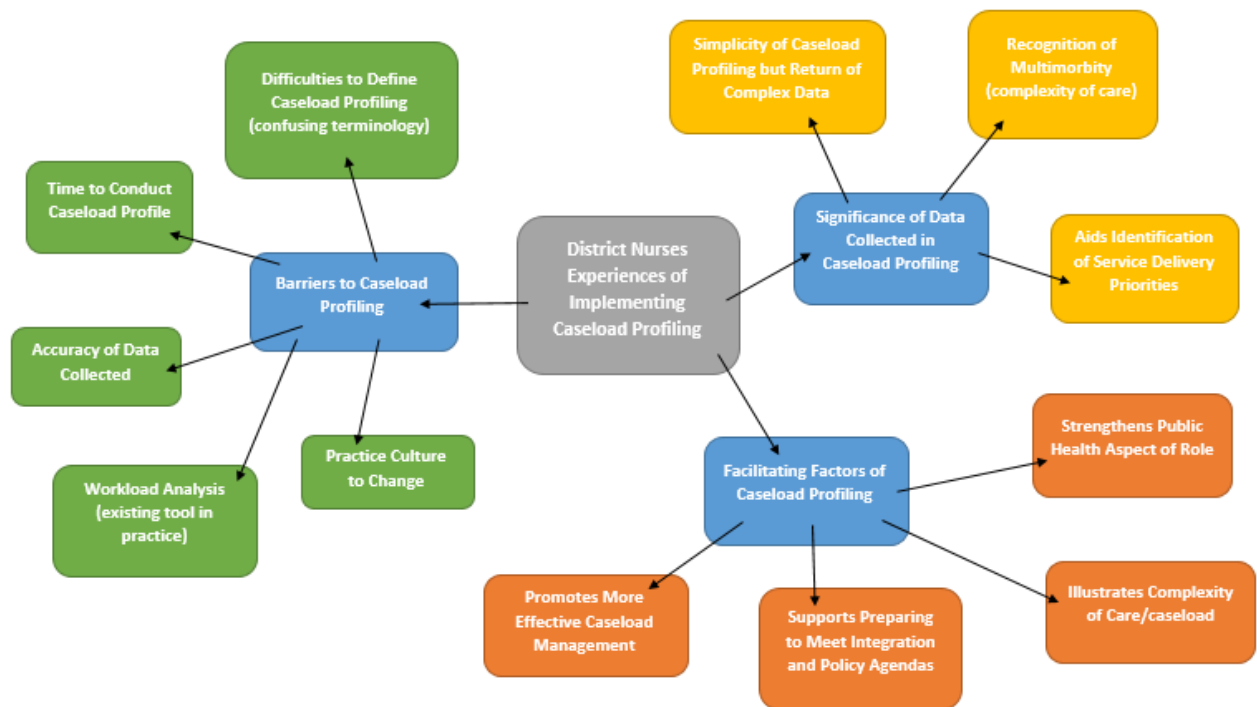 Difficulties to Define
Caseload Profiling
(confusing terminology)
Time to Conduct
Caseload Profile
Barriers to Caseload
Profiling
Accuracy of Data
Collected
Workload Analysis
(existing tool in
practice)
Practice Culture
to Change
District Nurses
Experiences of
Implementing
Caseload Profiling
Simplicity of Caseload
Profiling but Return of
Complex Data
Recognition of
Multimorbity
(complexity of care)
Significance of Data
Collected in
Caseload Profiling
Aids Identification
of Service Delivery
Priorities
Facilitating Factors of
Caseload Profiling
Strengthens Public
Health Aspect of Role
Illustrates Complexity
of Care/caseload
Supports Preparing
to Meet Integration
and Policy Agendas
Promotes More
Effective Caseload
Management